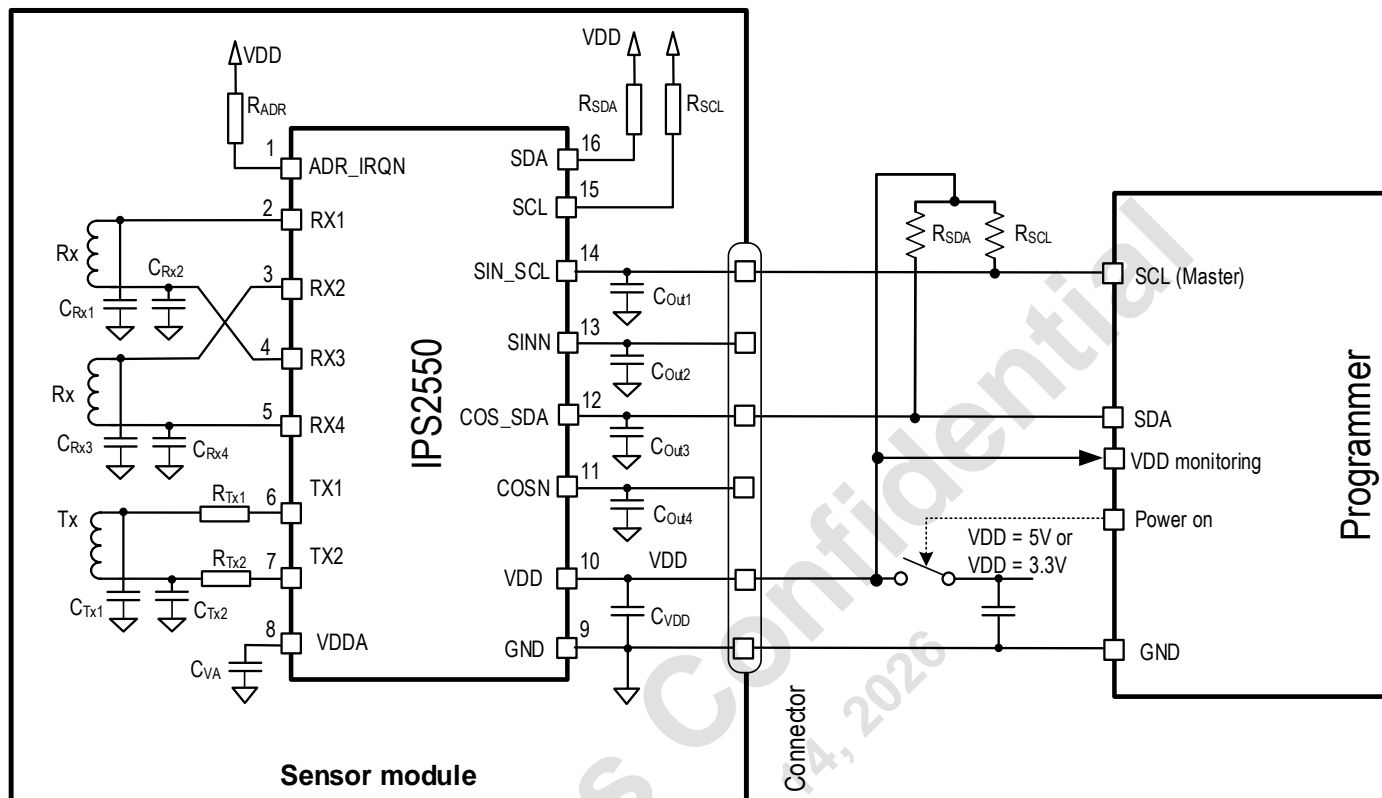 VDD
RADR
1
ADR_IRQN
2
RX1
Rx
CRx1
CRx2
3
RX2
4
RX3
Rx
5
RX4
CRx3
CRx4
Tx
RTx1
6
TX1
RTx2
7
TX2
CTx1
CTx2
8
VDDA
CVA
IPS2550
VDD
RSDA
RSCL
16
SDA
15
SCL
14
SIN_SCL
COut1
13
SINN
COut2
12
COS_SDA
COut3
11
COSN
COut4
10
VDD
VDD
CVDD
9
GND
Sensor module
Connector
RSDA
RSCL
SCL (Master)
SDA
VDD monitoring
Power on
VDD = 5V or
VDD = 3.3V
GND
Programmer
s Confidential
14, 2026